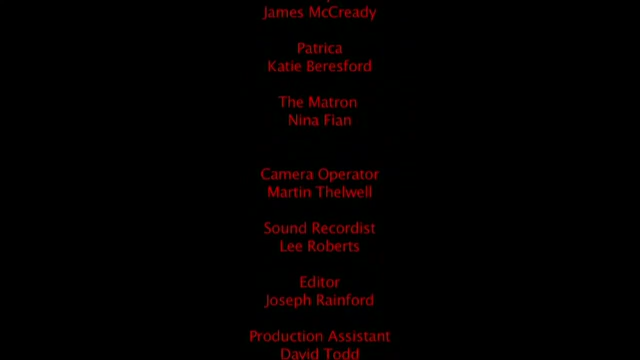 James McCready
Patrica
Katie Beresford
The Matron
Nina Fian
Camera Operator
Martin Thelwell
Sound Recordist
Lee Roberts
Editor
Joseph Rainford
Production Assistant
David Todd